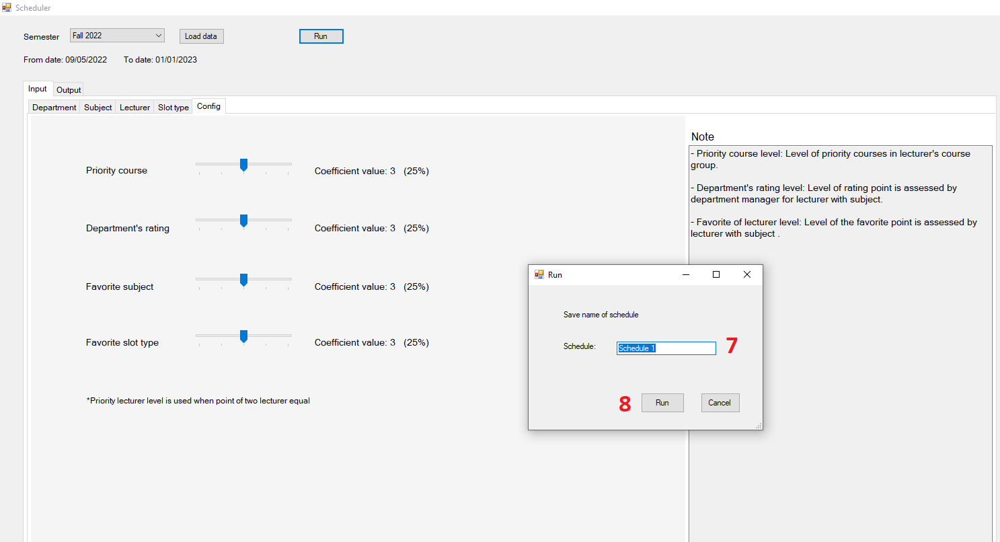 Scheduler
Semester Fall 2022 Load data Run
From date: 09/05/2022 To date: 01/01/2023
Input Output
Department Subject Lecturer Slot type Config
Priority course Coefficient value: 3 (25%)
Department's rating Coefficient value: 3 (25%)
Favorite subject Coefficient value: 3 (25%)
Favorite slot type Coefficient value: 3 (25%)
*Priority lecturer level is used when point of two lecturer equal
Note
- Priority course level: Level of priority courses in lecturer's course
group.
- Department's rating level: Level of rating point is assessed by
department manager for lecturer with subject.
- Favorite of lecturer level: Level of the favorite point is assessed by
lecturer with subject .
Run
Save name of schedule
Schedule: Schedule 1 7
8 Run Cancel